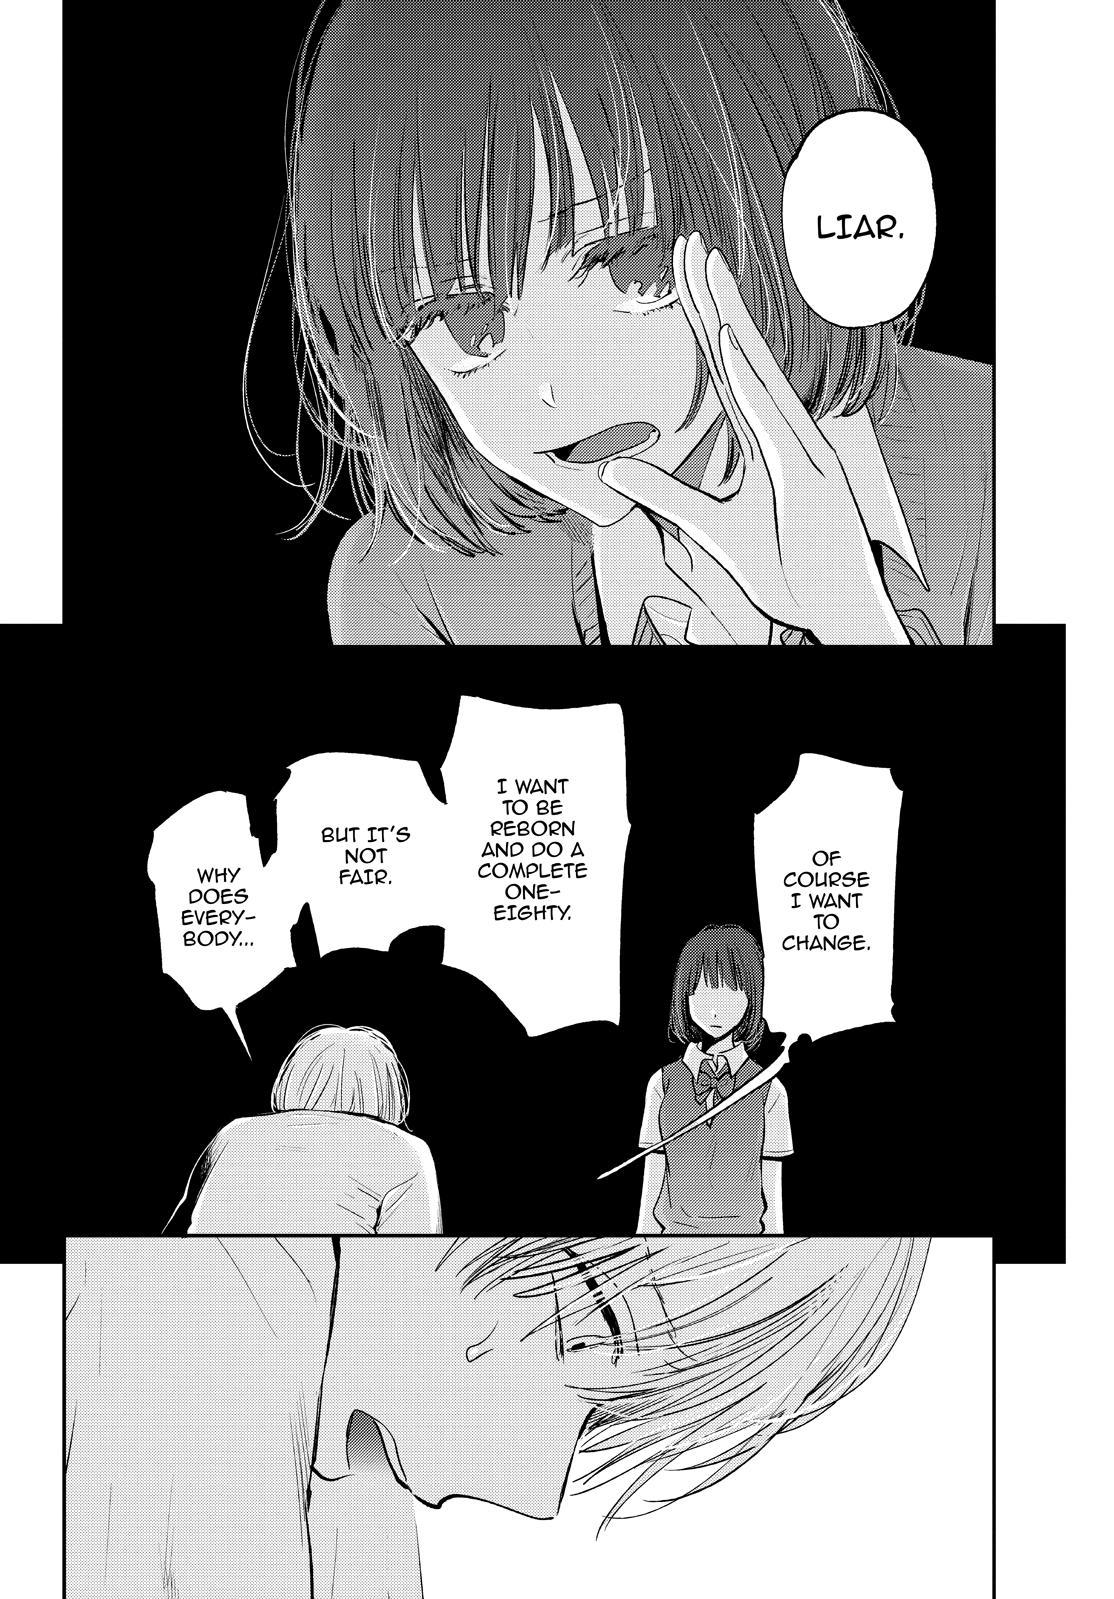 LIAR.
OF
COURSE
I WANT
TO
CHANGE.
I WANT
TO BE
REBORN
AND DO A
COMPLETE
ONE-
EIGHTY.
BUT IT'S
NOT
FAIR.
WHY
DOES
EVERY-
BODY...